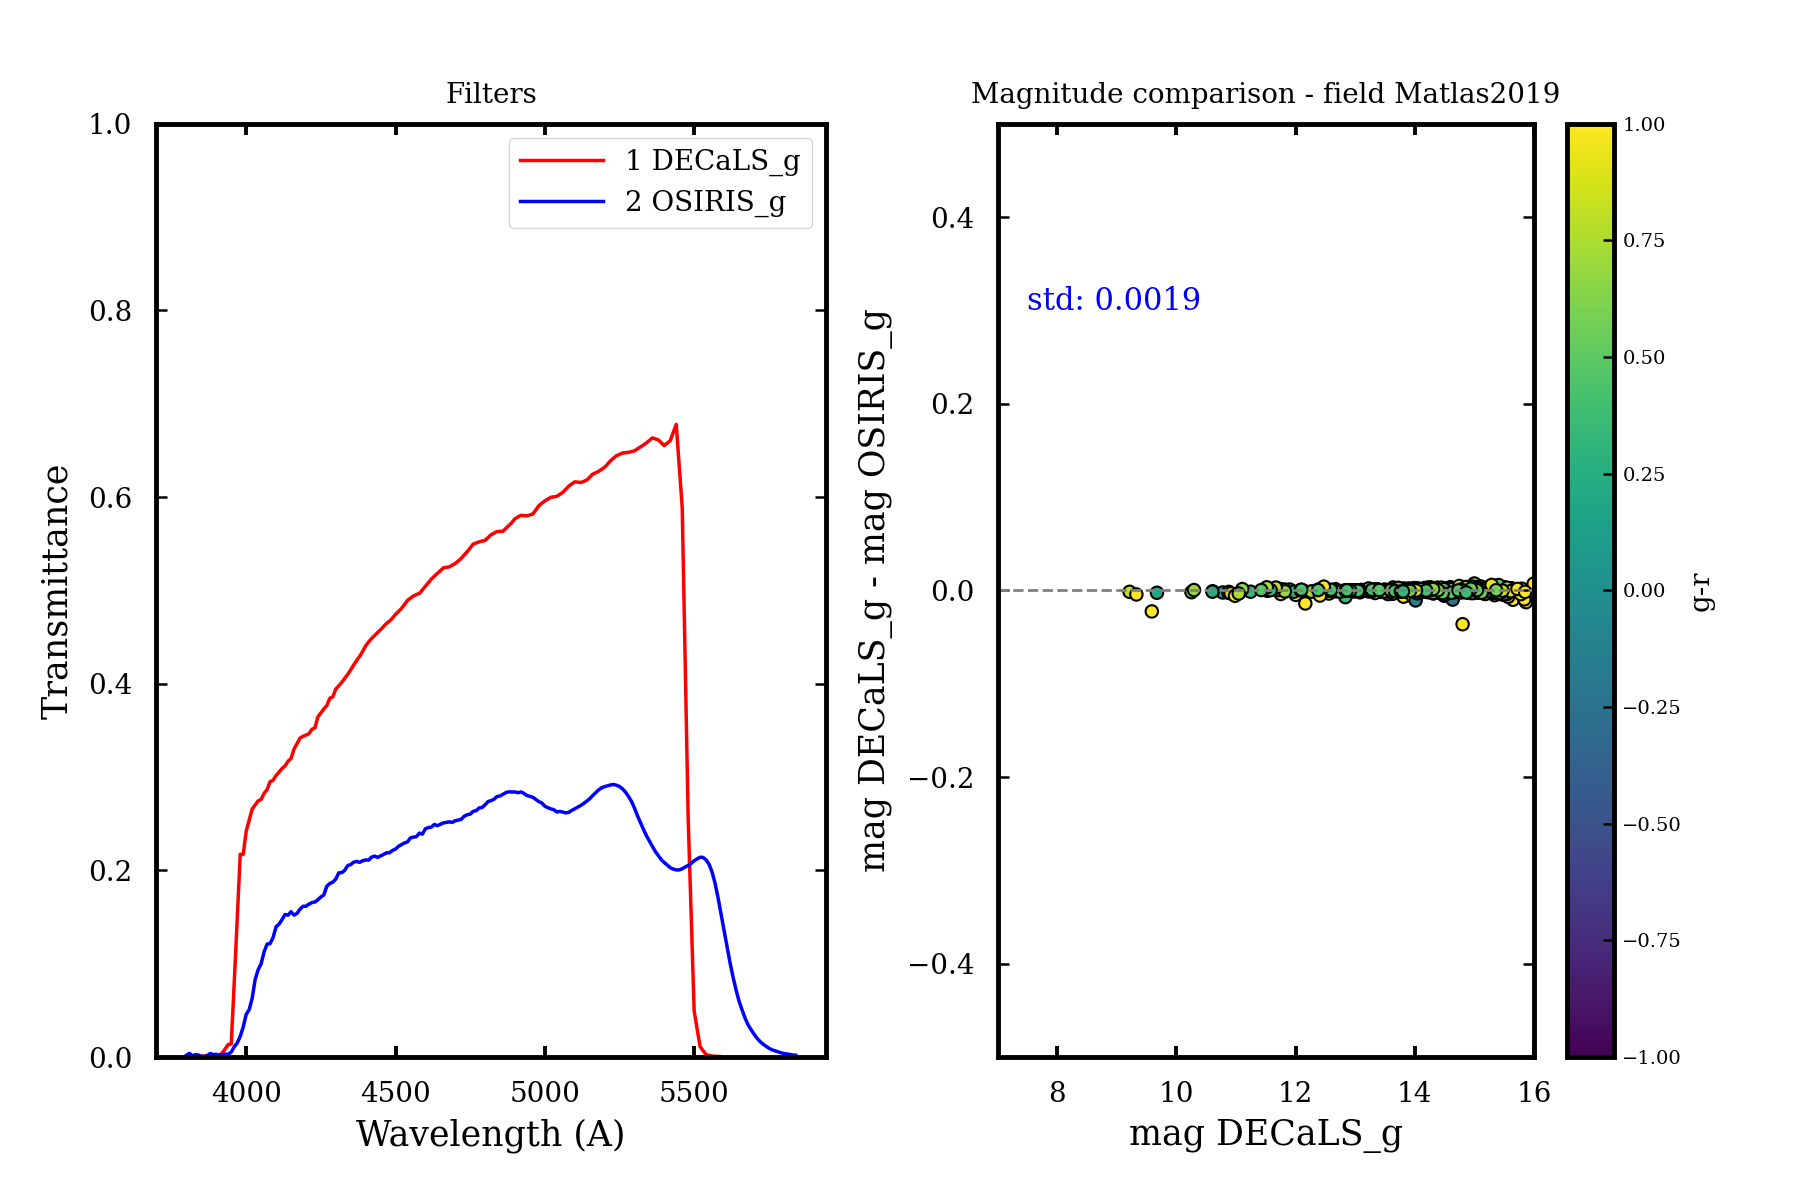 Filters
1.0
0.8
0.6
0.4
0.2
0.0
Transmittance
1 DECaLS_g
2 OSIRIS_g
4000
4500
5000
5500
Wavelength (A)
Magnitude comparison - field Matlas2019
0.4
0.2
0.0
−0.2
−0.4
mag DECaLS_g - mag OSIRIS_g
std: 0.0019
8
10
12
14
16
mag DECaLS_g
1.00
0.75
0.50
0.25
0.00
−0.25
−0.50
−0.75
−1.00
g-r